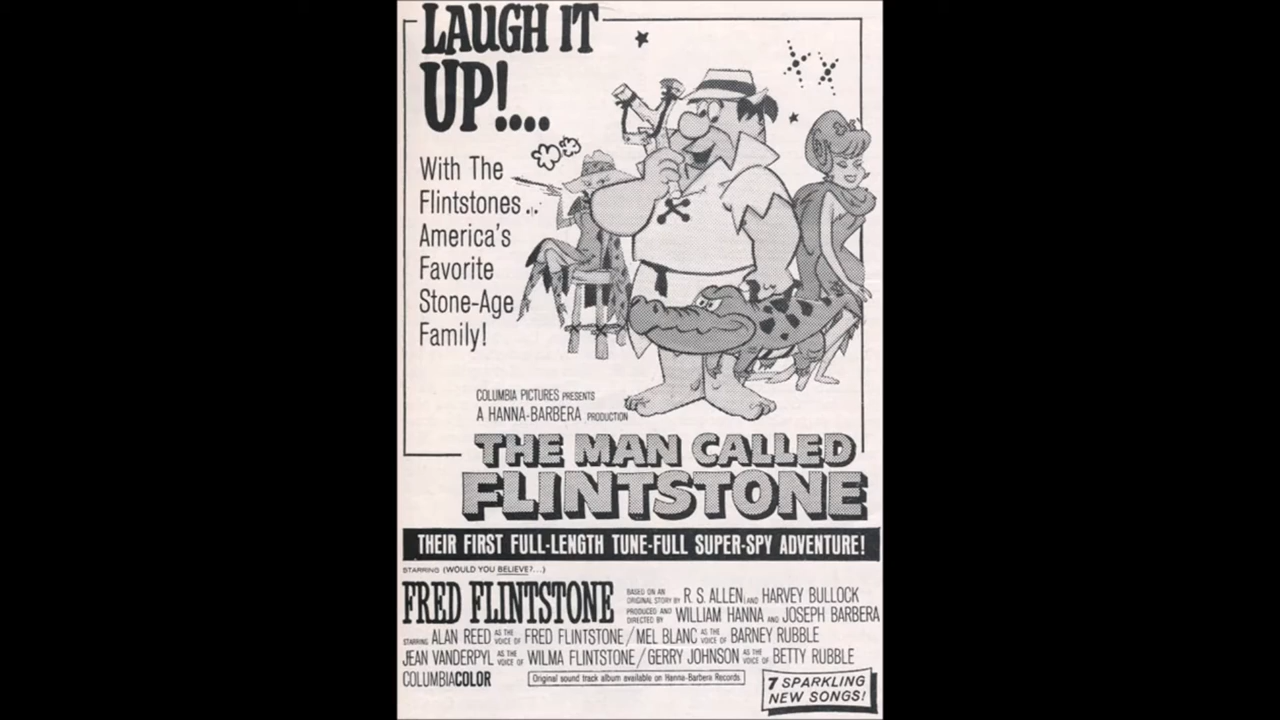 LAUGH IT
UP!....
With The
Flintstones...
America's
Favorite
Stone-Age
Family!
COLUMBIA PICTURES PRESENTS
A HANNA-BARBERA PRODUCTION
THE MAN CALLED
FLINTSTONE
THEIR FIRST FULL-LENGTH TUNE-FULL SUPER-SPY ADVENTURE!
STARRING (WOULD YOU BELIEVE?...)
FRED FLINTSTONE
BASED ON AN ORIGINAL STORY BY R. S. ALLEN AND HARVEY BULLOCK
PRODUCED AND DIRECTED BY WILLIAM HANNA AND JOSEPH BARBERA
STARRING ALAN REED AS THE VOICE OF FRED FLINTSTONE/MEL BLANC AS THE VOICE OF BARNEY RUBBLE
JEAN VANDERPYL AS THE VOICE OF WILMA FLINTSTONE/GERRY JOHNSON AS THE VOICE OF BETTY RUBBLE
COLUMBIACOLOR
Original sound track album available on Hanna-Barbera Records
7 SPARKLING
NEW SONGS!